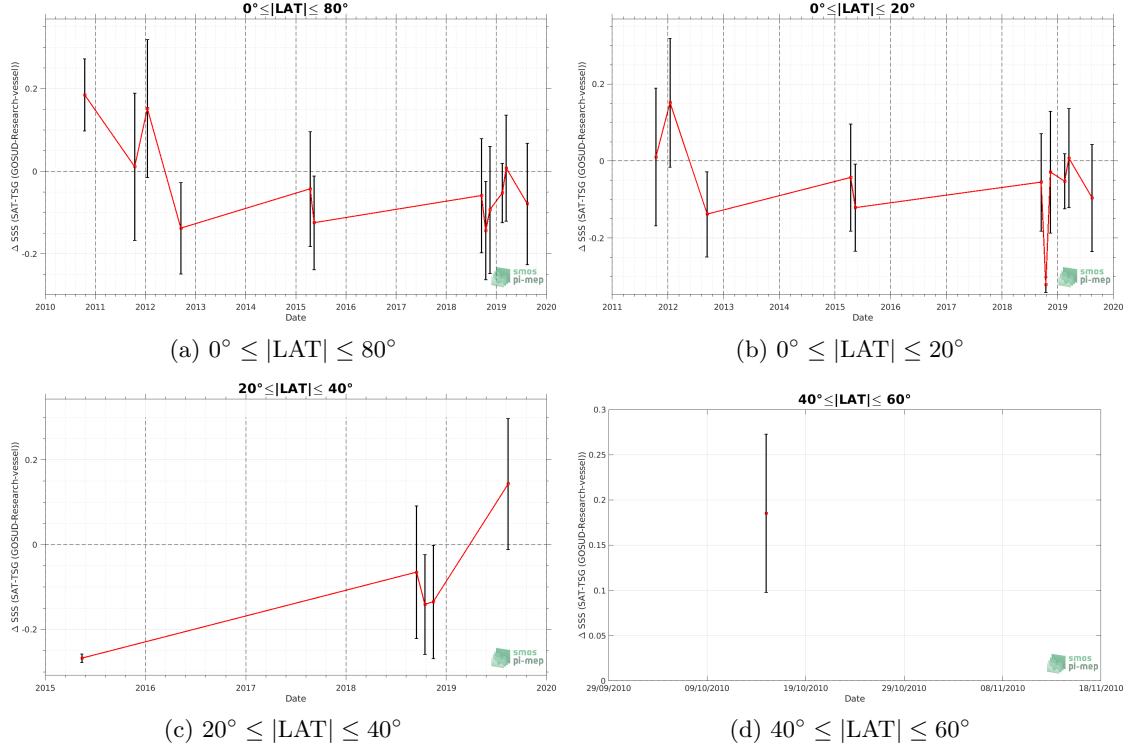 0°≤|LAT|≤ 80°
Δ SSS (SAT-TSG (GOSUD-Research-vessel))
0.2
0
-0.2
2010 2011 2012 2013 2014 2015 2016 2017 2018 2019 2020
Date
smos
pi-mep
(a) 0° ≤ |LAT| ≤ 80°
0°≤|LAT|≤ 20°
Δ SSS (SAT-TSG (GOSUD-Research-vessel))
0.2
0
-0.2
2011 2012 2013 2014 2015 2016 2017 2018 2019 2020
Date
smos
pi-mep
(b) 0° ≤ |LAT| ≤ 20°
20°≤|LAT|≤ 40°
Δ SSS (SAT-TSG (GOSUD-Research-vessel))
0.2
0
-0.2
2015 2016 2017 2018 2019 2020
Date
smos
pi-mep
(c) 20° ≤ |LAT| ≤ 40°
40°≤|LAT|≤ 60°
Δ SSS (SAT-TSG (GOSUD-Research-vessel))
0.3
0.25
0.2
0.15
0.1
0.05
0
29/09/2010 09/10/2010 19/10/2010 29/10/2010 08/11/2010 18/11/2010
Date
smos
pi-mep
(d) 40° ≤ |LAT| ≤ 60°